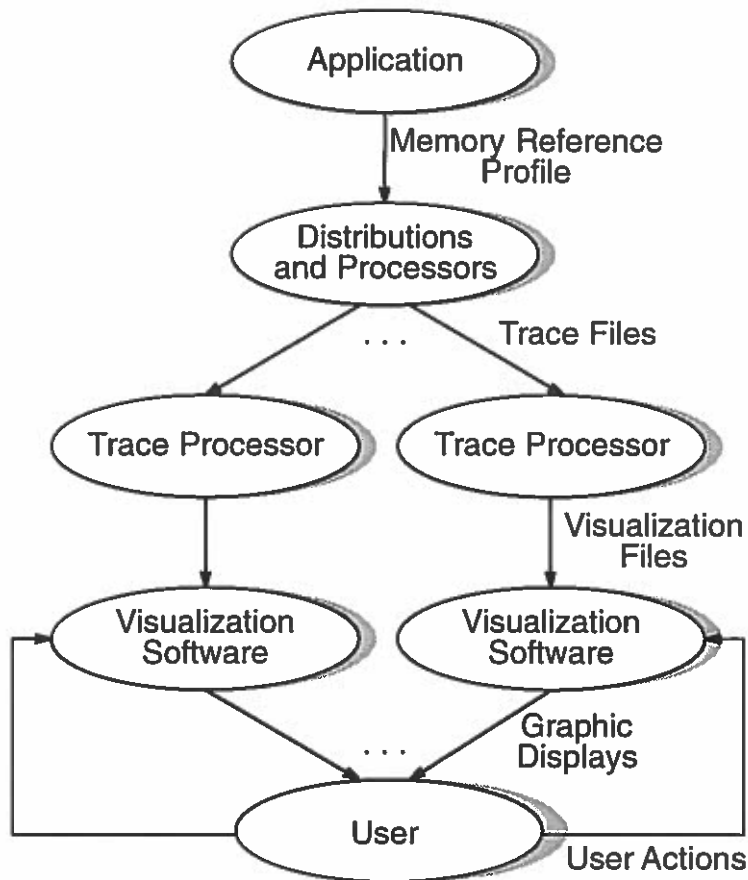 Application
Memory Reference
Profile
Distributions
and Processors
. . .
Trace Files
Trace Processor
Trace Processor
Visualization
Files
Visualization
Software
Visualization
Software
. . .
Graphic
Displays
User
User Actions